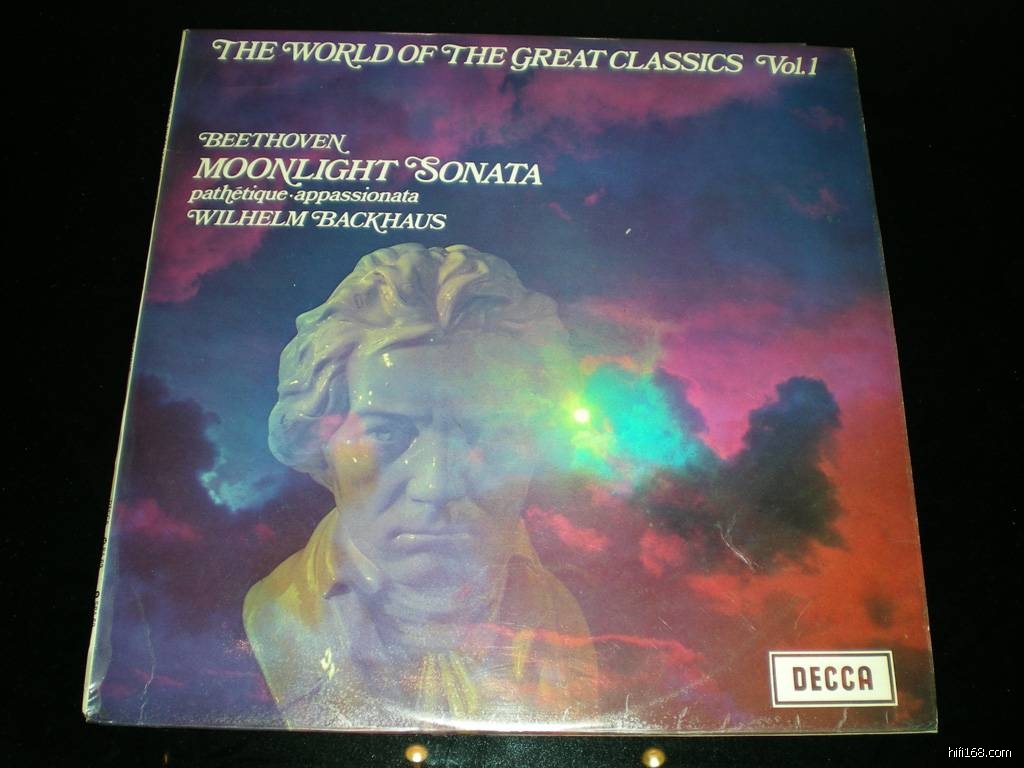 THE WORLD OF THE GREAT CLASSICS Vol.1
BEETHOVEN
MOONLIGHT SONATA
pathétique·appassionata
WILHELM BACKHAUS
DECCA
hifi168.com